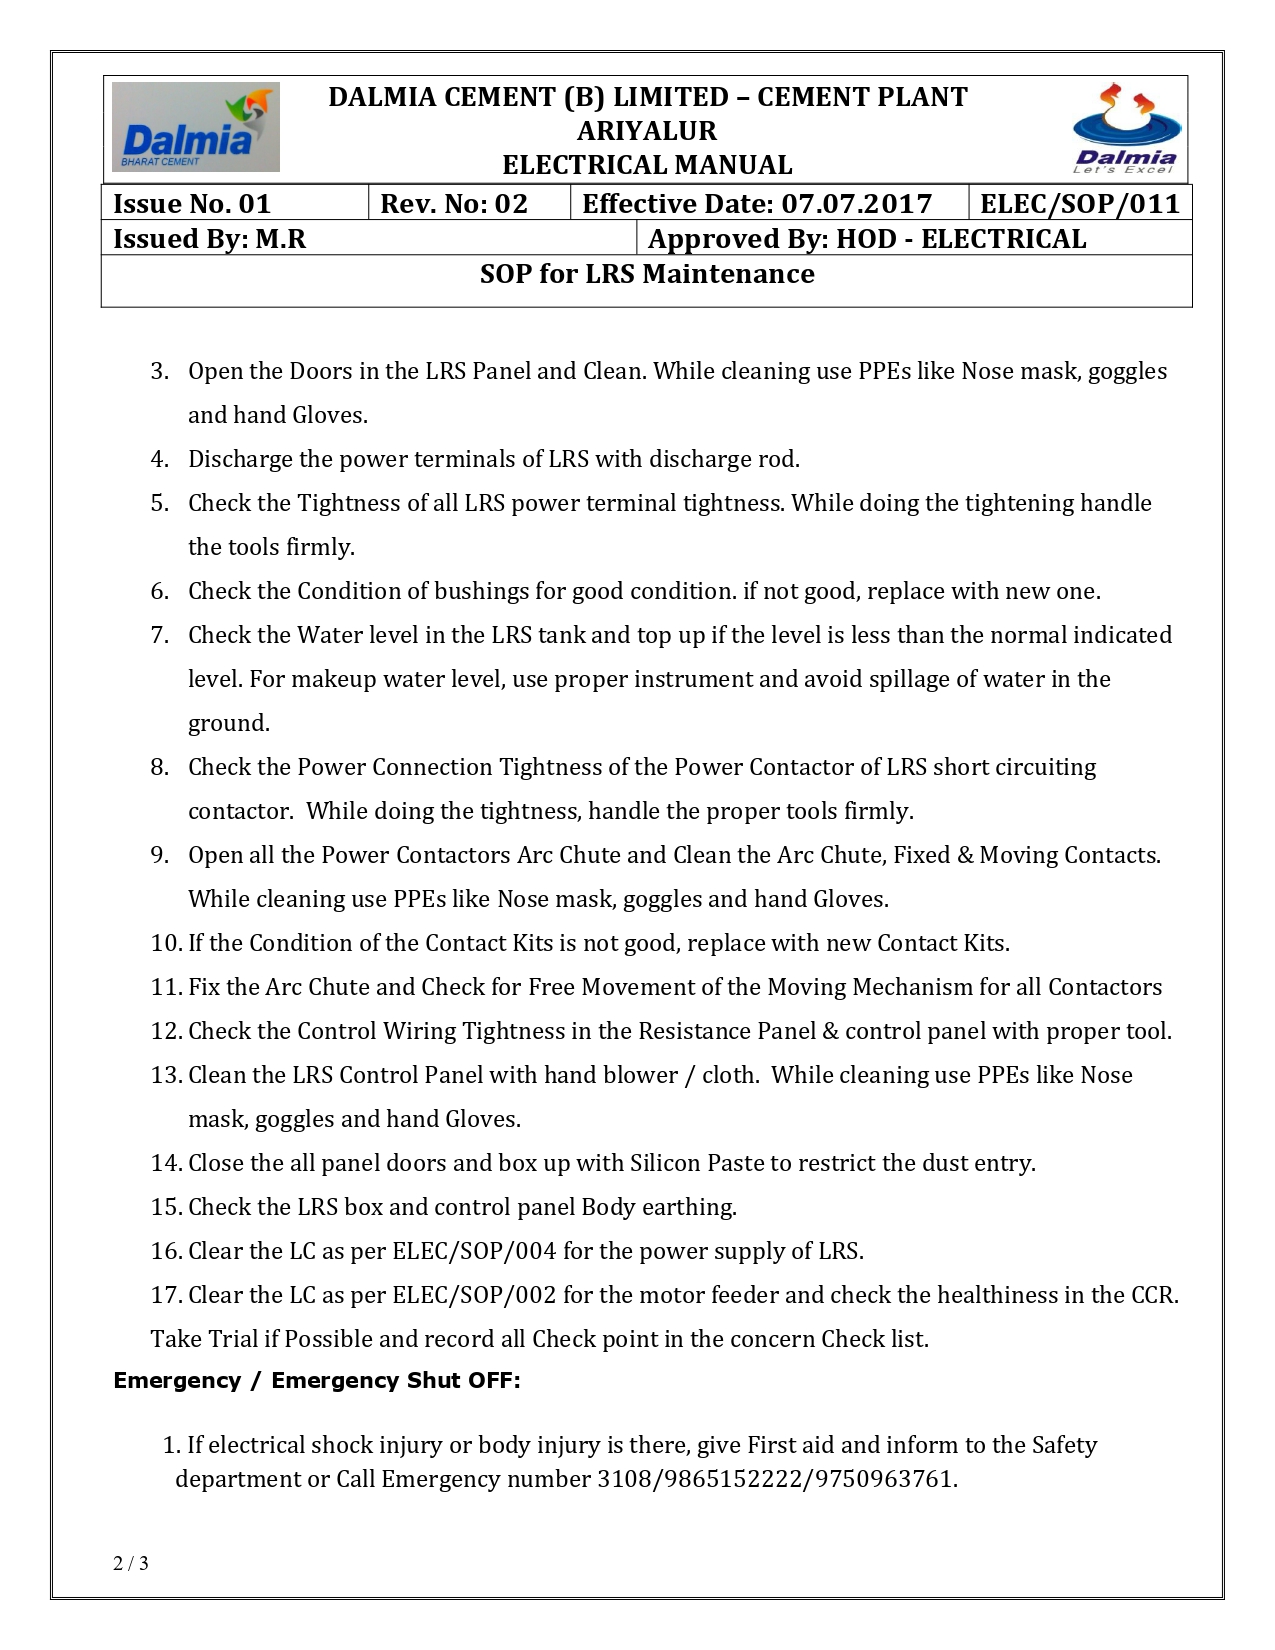 Dalmia
BHARAT CEMENT
DALMIA CEMENT (B) LIMITED – CEMENT PLANT
ARIYALUR
ELECTRICAL MANUAL
Dalmia
Let's Excel
Issue No. 01 Rev. No: 02 Effective Date: 07.07.2017 ELEC/SOP/011
Issued By: M.R Approved By: HOD - ELECTRICAL
SOP for LRS Maintenance
3. Open the Doors in the LRS Panel and Clean. While cleaning use PPEs like Nose mask, goggles
and hand Gloves.
4. Discharge the power terminals of LRS with discharge rod.
5. Check the Tightness of all LRS power terminal tightness. While doing the tightening handle
the tools firmly.
6. Check the Condition of bushings for good condition. if not good, replace with new one.
7. Check the Water level in the LRS tank and top up if the level is less than the normal indicated
level. For makeup water level, use proper instrument and avoid spillage of water in the
ground.
8. Check the Power Connection Tightness of the Power Contactor of LRS short circuiting
contactor. While doing the tightness, handle the proper tools firmly.
9. Open all the Power Contactors Arc Chute and Clean the Arc Chute, Fixed & Moving Contacts.
While cleaning use PPEs like Nose mask, goggles and hand Gloves.
10. If the Condition of the Contact Kits is not good, replace with new Contact Kits.
11. Fix the Arc Chute and Check for Free Movement of the Moving Mechanism for all Contactors
12. Check the Control Wiring Tightness in the Resistance Panel & control panel with proper tool.
13. Clean the LRS Control Panel with hand blower / cloth. While cleaning use PPEs like Nose
mask, goggles and hand Gloves.
14. Close the all panel doors and box up with Silicon Paste to restrict the dust entry.
15. Check the LRS box and control panel Body earthing.
16. Clear the LC as per ELEC/SOP/004 for the power supply of LRS.
17. Clear the LC as per ELEC/SOP/002 for the motor feeder and check the healthiness in the CCR.
Take Trial if Possible and record all Check point in the concern Check list.
Emergency / Emergency Shut OFF:
1. If electrical shock injury or body injury is there, give First aid and inform to the Safety
department or Call Emergency number 3108/9865152222/9750963761.
2 / 3